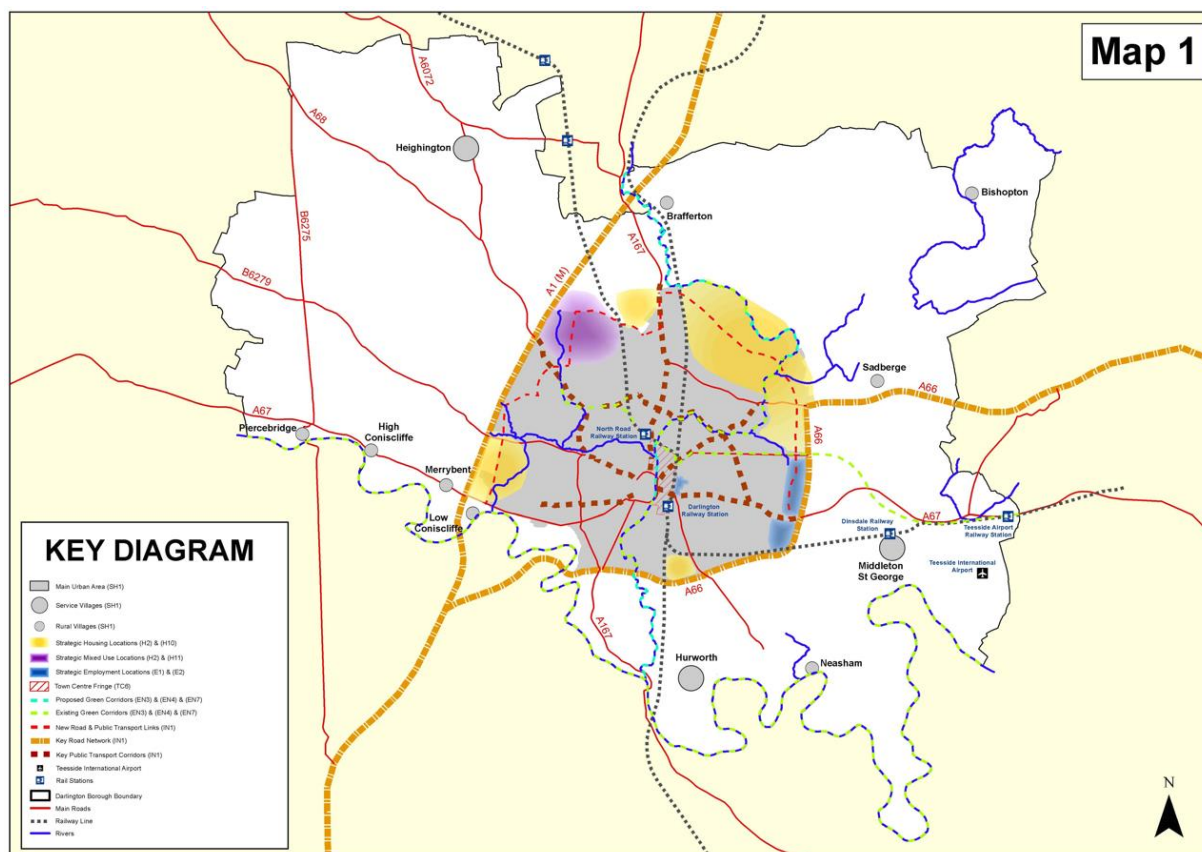 Map 1
A6072
A68
Heighington
Bishopton
Brafferton
B6275
A167
B6279
A1 (M)
Sadberge
A66
A67
Piercebridge
High
Coniscliffe
North Road
Railway Station
A66
Merrybent
Low
Coniscliffe
Darlington
Railway Station
Dinsdale Railway
Station
A67
Teesside Airport
Railway Station
Middleton
St George
Teesside International
Airport
A66
A167
Hurworth
Neasham
KEY DIAGRAM
Main Urban Area (SH1)
Service Villages (SH1)
Rural Villages (SH1)
Strategic Housing Locations (H2) & (H10)
Strategic Mixed Use Locations (H2) & (H11)
Strategic Employment Locations (E1) & (E2)
Town Centre Fringe (TC6)
Proposed Green Corridors (EN3) & (EN4) & (EN7)
Existing Green Corridors (EN3) & (EN4) & (EN7)
New Road & Public Transport Links (IN1)
Key Road Network (IN1)
Key Public Transport Corridors (IN1)
Teesside International Airport
Rail Stations
Darlington Borough Boundary
Main Roads
Railway Line
Rivers
N